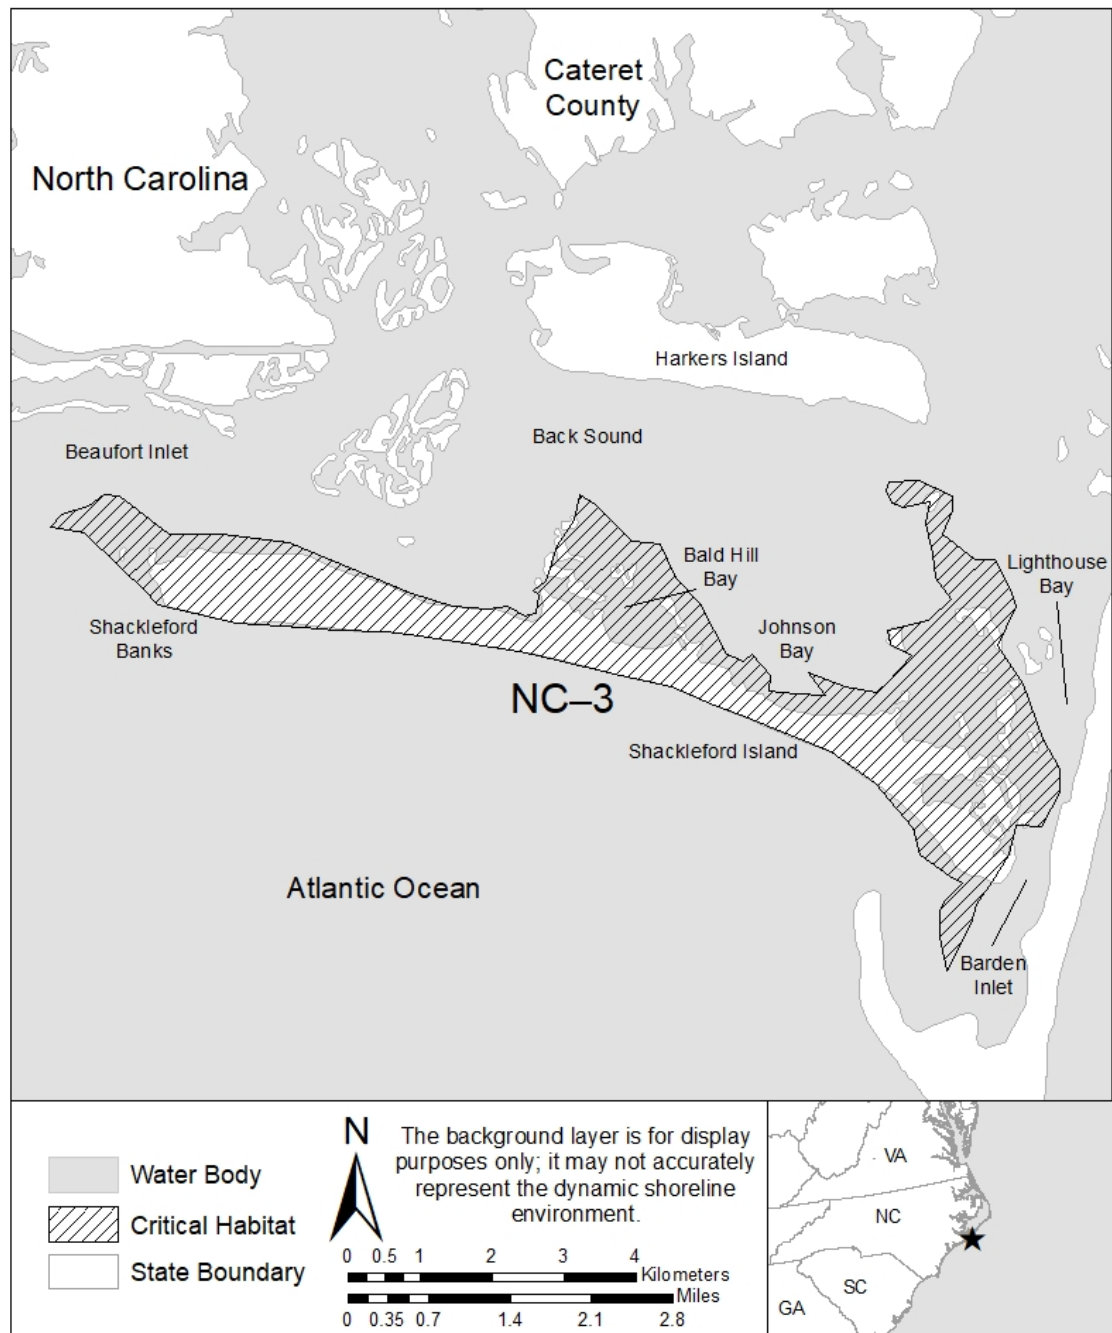 Cateret
County
North Carolina
Harkers Island
Back Sound
Beaufort Inlet
Bald Hill
Bay
Lighthouse
Bay
Shackleford
Banks
Johnson
Bay
NC–3
Shackleford Island
Atlantic Ocean
Barden
Inlet
Water Body
Critical Habitat
State Boundary
N
The background layer is for display
purposes only; it may not accurately
represent the dynamic shoreline
environment.
0 0.5 1 2 3 4
Kilometers
Miles
0 0.35 0.7 1.4 2.1 2.8
VA
NC
SC
GA